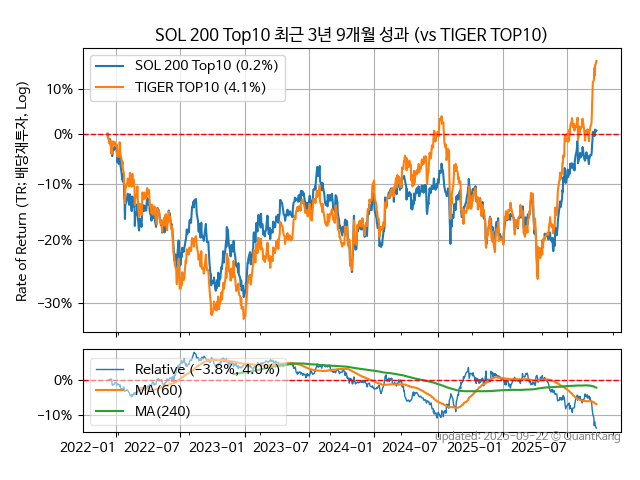 SOL 200 Top10 최근 3년 9개월 성과 (vs TIGER TOP10)
SOL 200 Top10 (0.2%)
TIGER TOP10 (4.1%)
Rate of Return (TR: 배당재투자, Log)
10%
0%
−10%
−20%
−30%
Relative (−3.8%, 4.0%)
MA(60)
MA(240)
0%
−10%
2022−01
2022−07
2023−01
2023−07
2024−01
2024−07
2025−01
2025−07
updated: 2025−09−22 © QuantKang